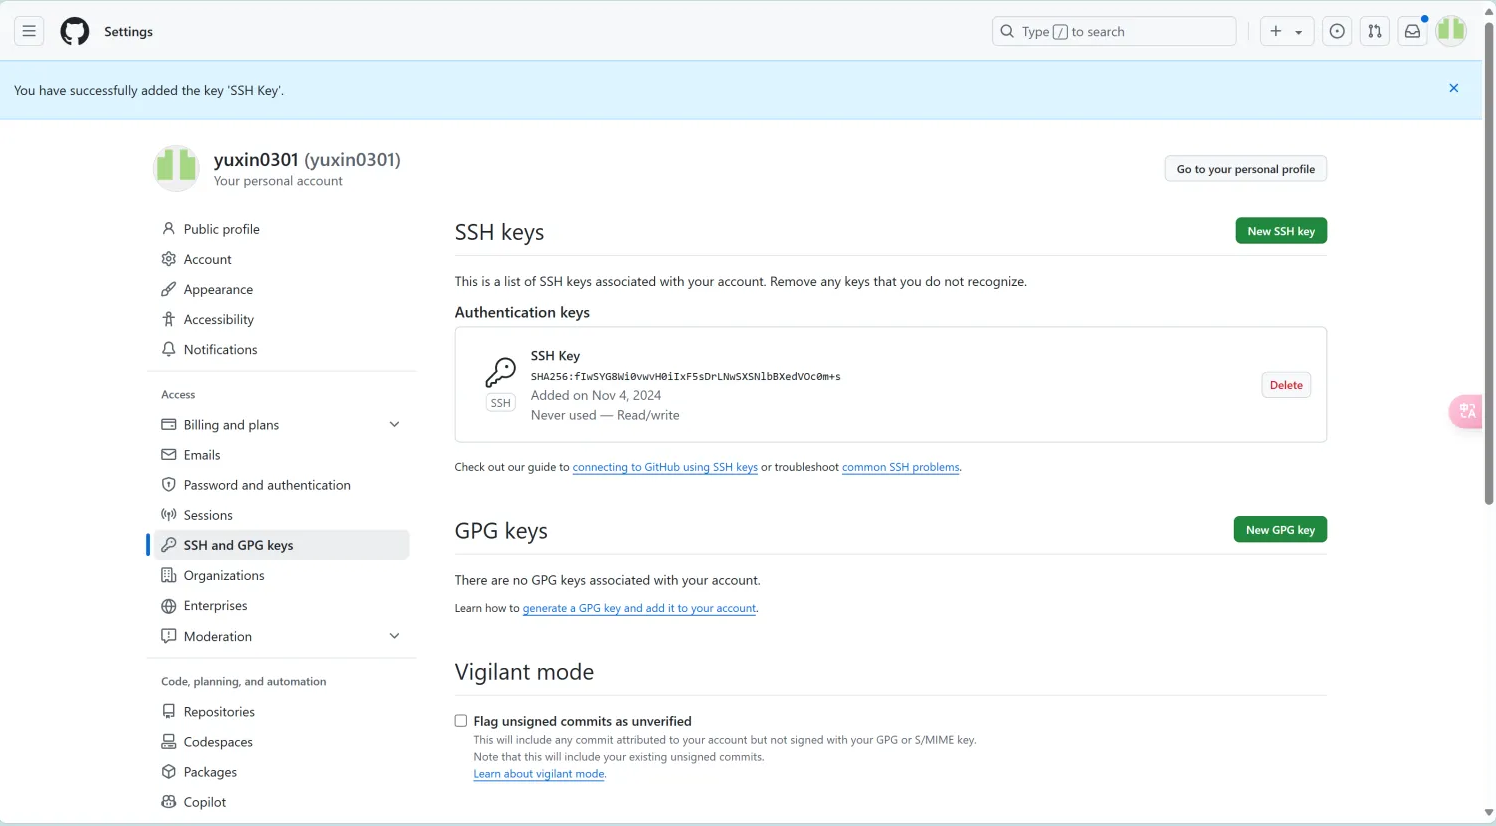 Settings
Type / to search
You have successfully added the key 'SSH Key'.
yuxin0301 (yuxin0301)
Your personal account
Go to your personal profile
Public profile
Account
Appearance
Accessibility
Notifications
Access
Billing and plans
Emails
Password and authentication
Sessions
SSH and GPG keys
Organizations
Enterprises
Moderation
Code, planning, and automation
Repositories
Codespaces
Packages
Copilot
SSH keys
New SSH key
This is a list of SSH keys associated with your account. Remove any keys that you do not recognize.
Authentication keys
SSH Key
SHA256:fIwSYG8Wi0vwvH0iIxF5sDrLNwSXSNlbBXedVOc0m+s
Added on Nov 4, 2024
Never used — Read/write
SSH
Delete
Check out our guide to connecting to GitHub using SSH keys or troubleshoot common SSH problems.
GPG keys
New GPG key
There are no GPG keys associated with your account.
Learn how to generate a GPG key and add it to your account.
Vigilant mode
Flag unsigned commits as unverified
This will include any commit attributed to your account but not signed with your GPG or S/MIME key.
Note that this will include your existing unsigned commits.
Learn about vigilant mode.